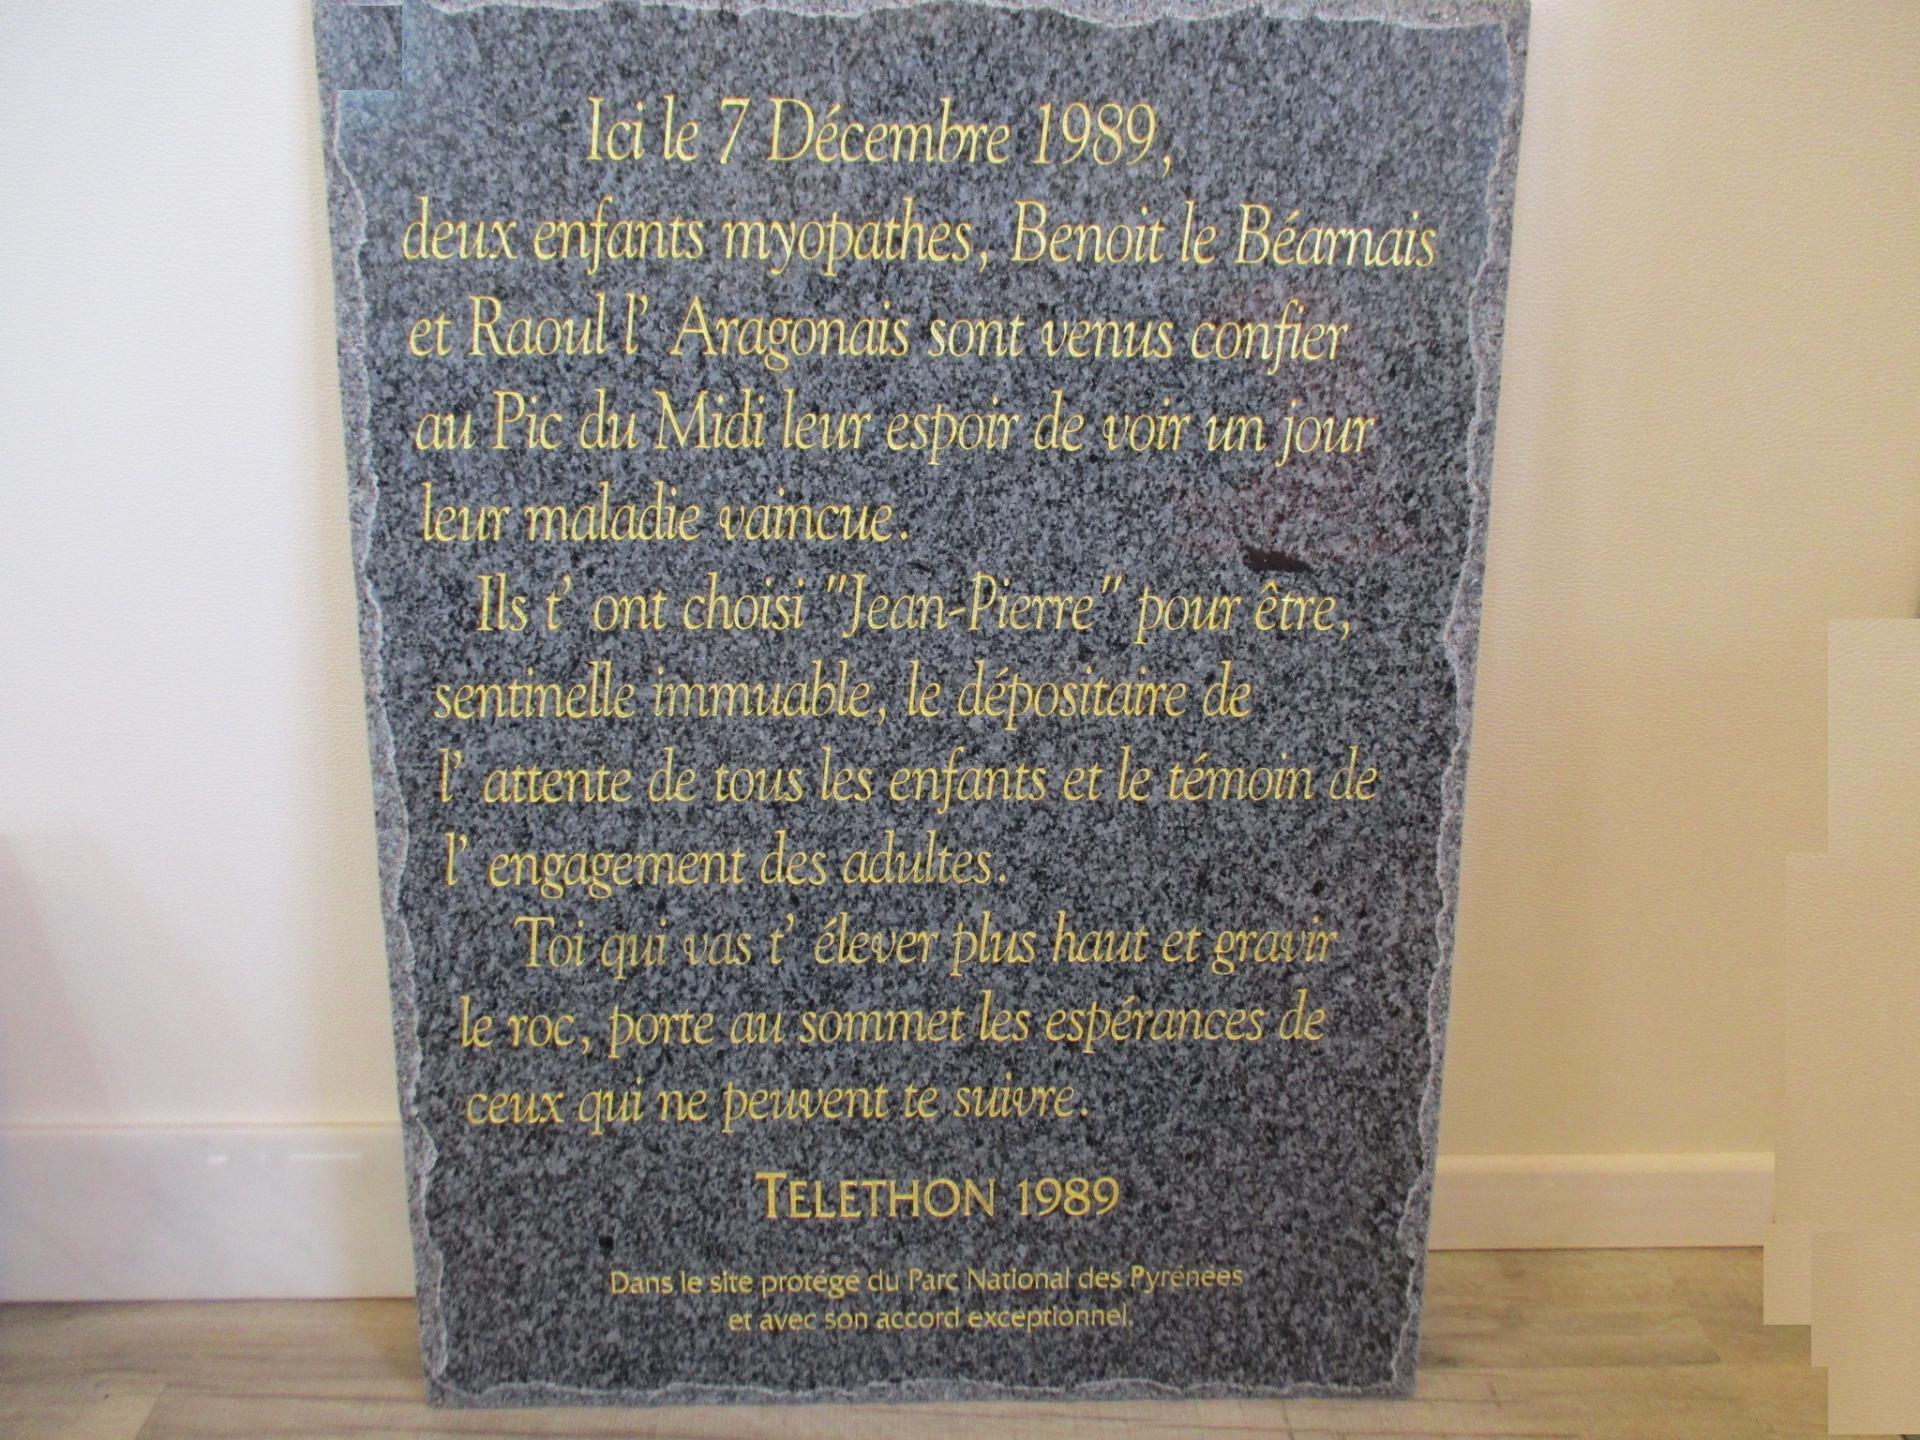 Ici le 7 Décembre 1989,
deux enfants myopathes, Benoit le Béarnais
et Raoul l' Aragonais sont venus confier
au Pic du Midi leur espoir de voir un jour
leur maladie vaincue.
Ils t' ont choisi "Jean-Pierre" pour être,
sentinelle immuable, le dépositaire de
l' attente de tous les enfants et le témoin de
l' engagement des adultes.
Toi qui vas t' élever plus haut et gravir
le roc, porte au sommet les espérances de
ceux qui ne peuvent te suivre.
TELETHON 1989
Dans le site protégé du Parc National des Pyrénées
et avec son accord exceptionnel.